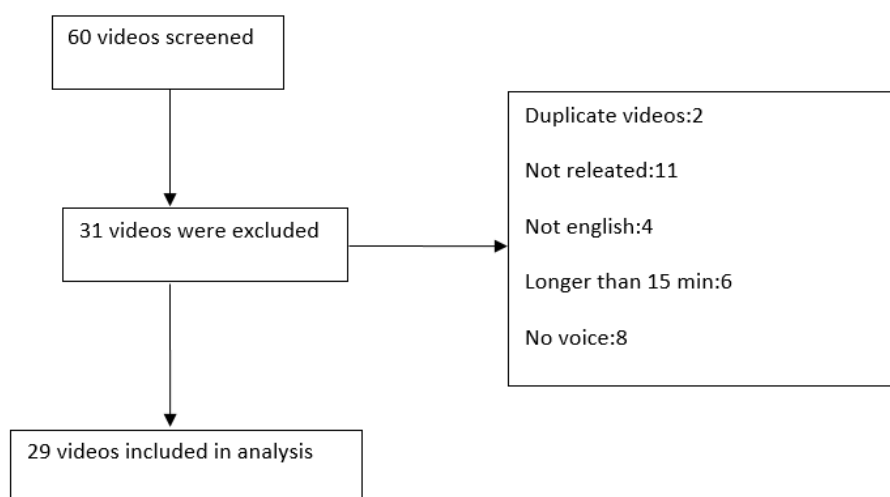 60 videos screened
31 videos were excluded
Duplicate videos:2
Not releated:11
Not english:4
Longer than 15 min:6
No voice:8
29 videos included in analysis